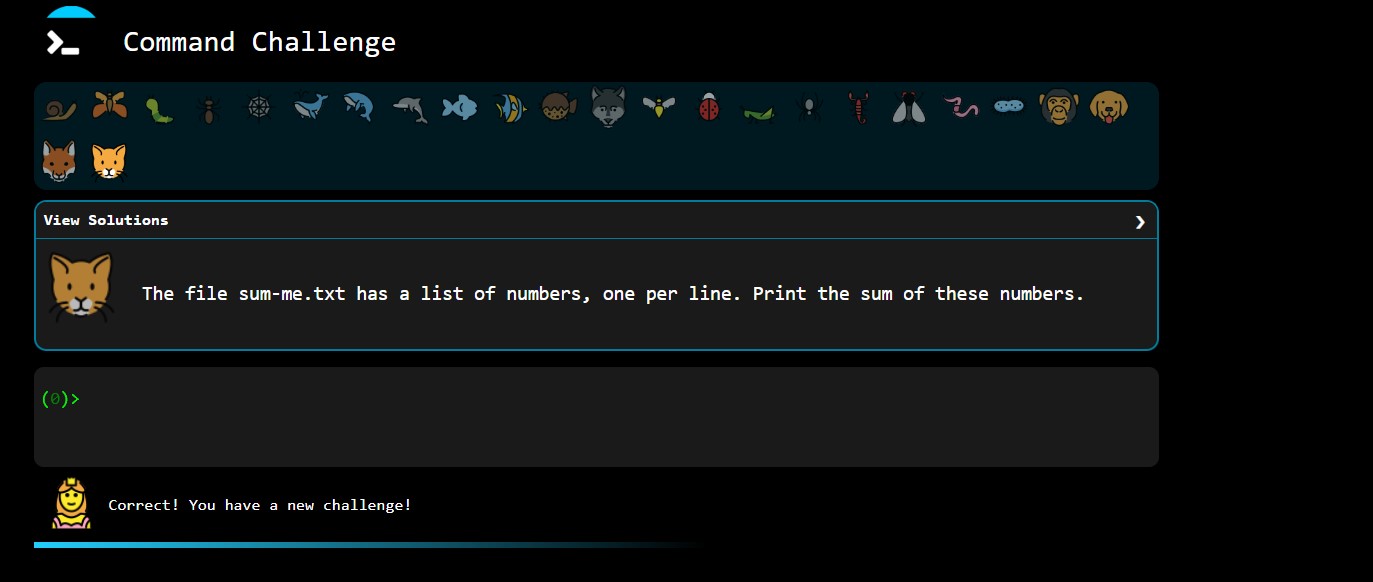 Command Challenge
View Solutions
The file sum-me.txt has a list of numbers, one per line. Print the sum of these numbers.
(0)>
Correct! You have a new challenge!